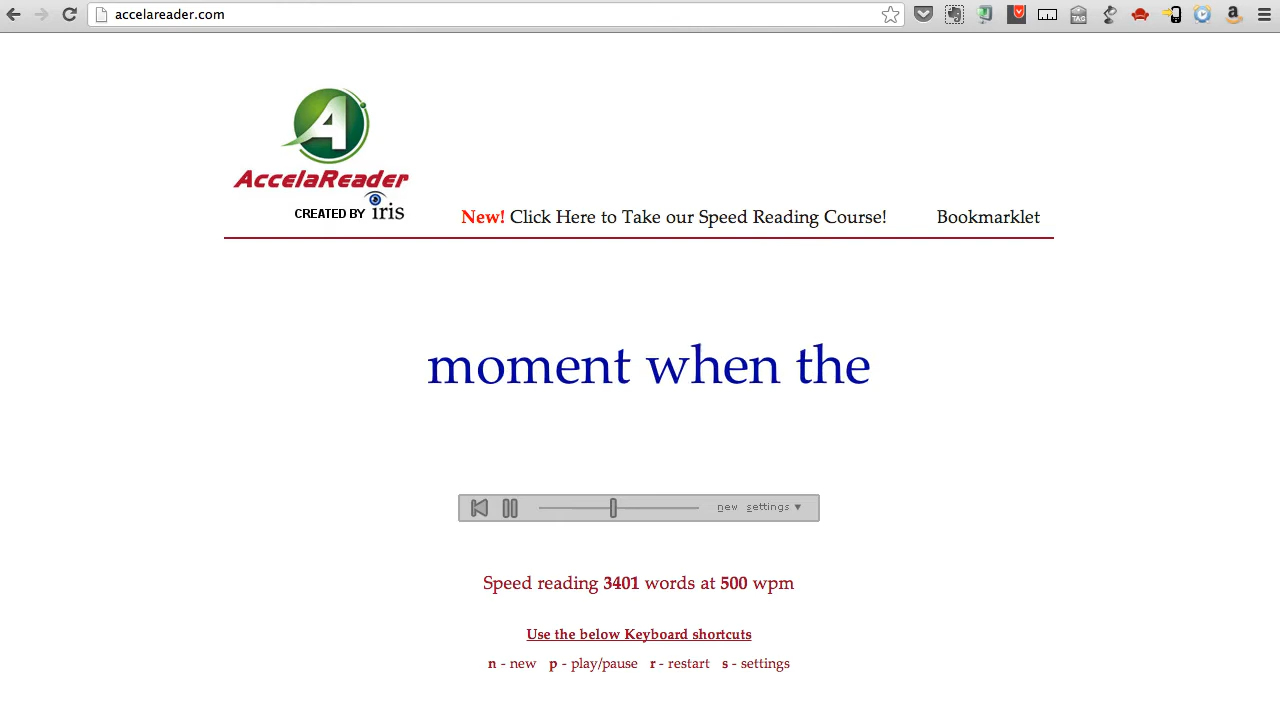 accelareader.com
TAG
a
A
AccelaReader
CREATED BY iris
New! Click Here to Take our Speed Reading Course!
Bookmarklet
moment when the
new settings ▼
Speed reading 3401 words at 500 wpm
Use the below Keyboard shortcuts
n - new p - play/pause r - restart s - settings